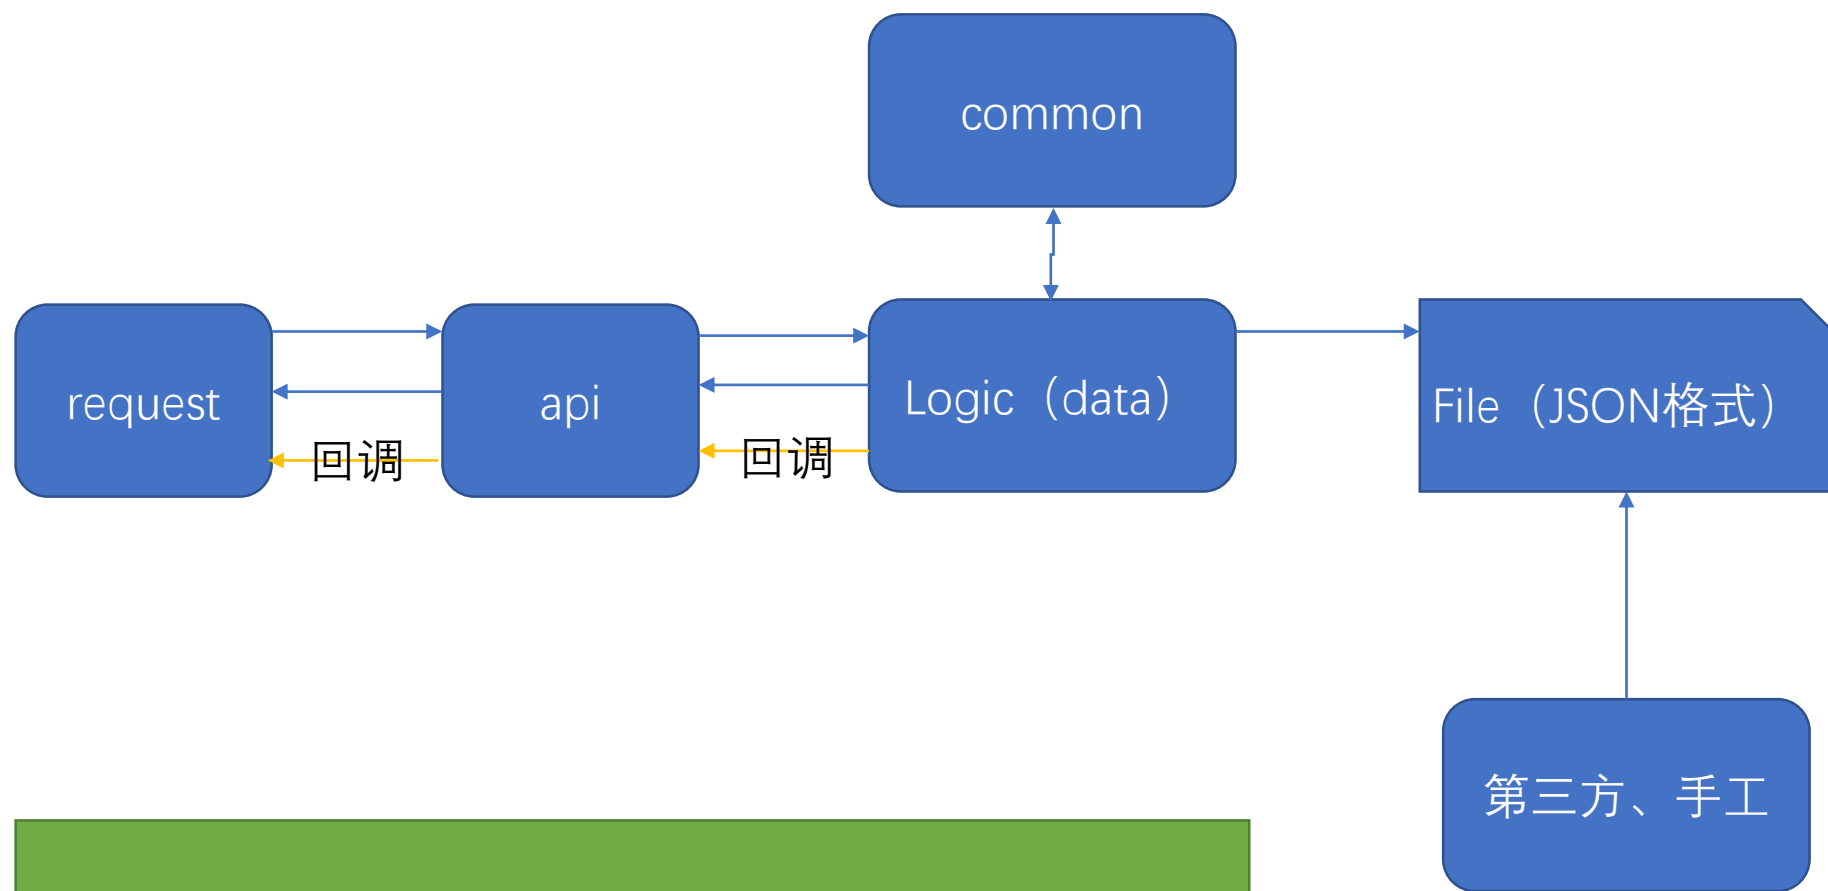 common
request
api
Logic（data）
File（JSON格式）
回调
回调
第三方、手工